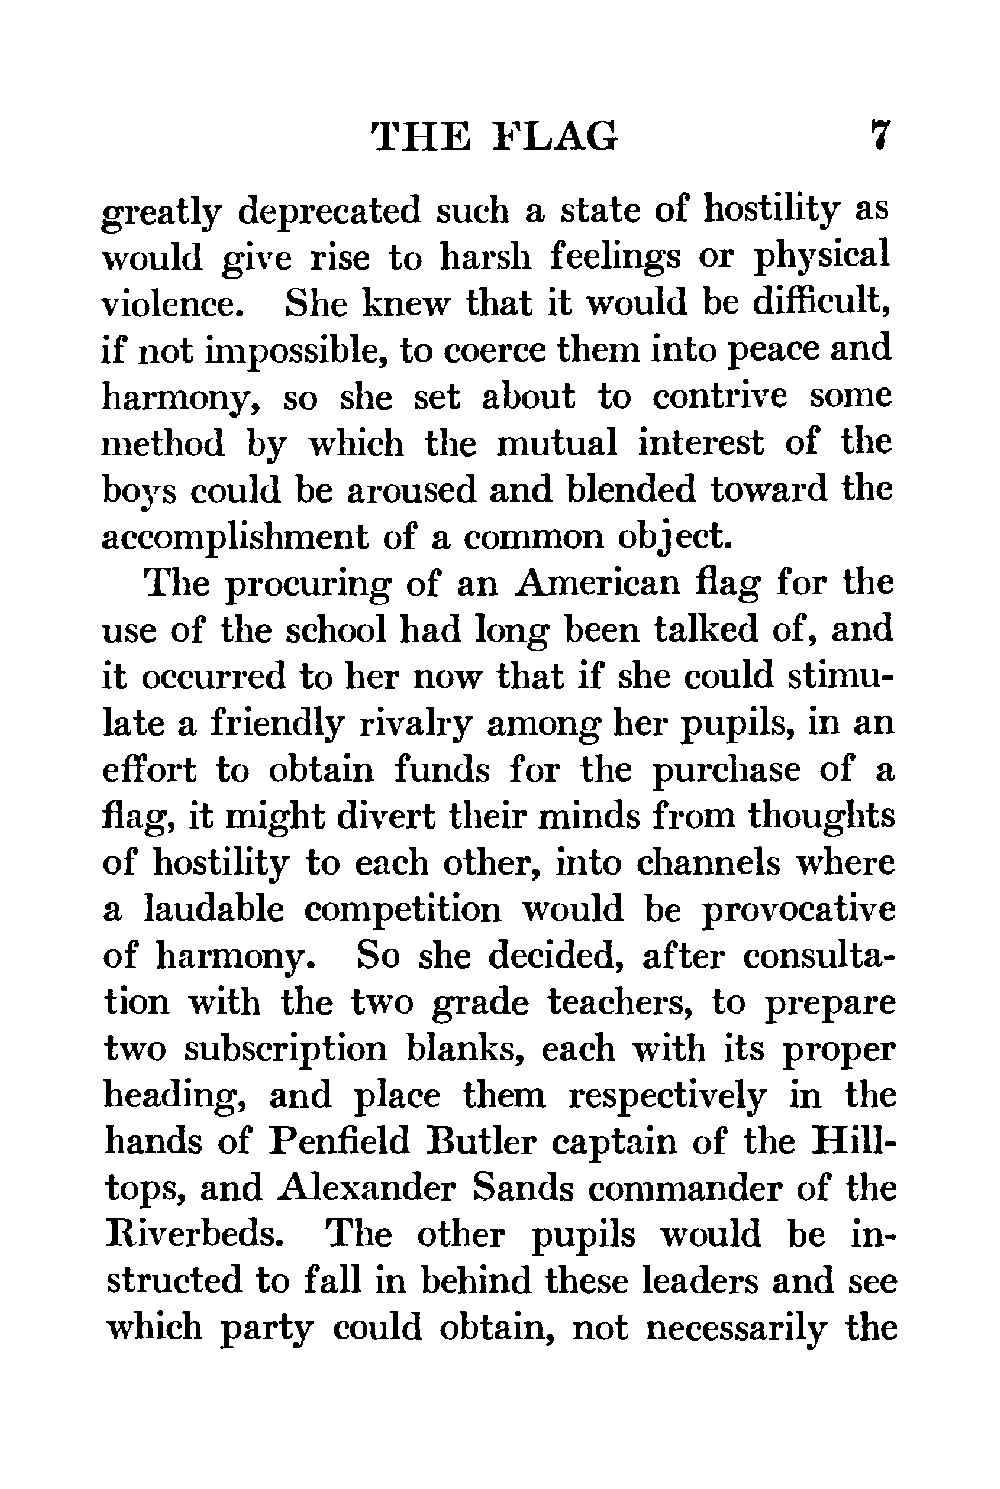 THE FLAG 7
greatly deprecated such a state of hostility as
would give rise to harsh feelings or physical
violence. She knew that it would be difficult,
if not impossible, to coerce them into peace and
harmony, so she set about to contrive some
method by which the mutual interest of the
boys could be aroused and blended toward the
accomplishment of a common object.
The procuring of an American flag for the
use of the school had long been talked of, and
it occurred to her now that if she could stimu-
late a friendly rivalry among her pupils, in an
effort to obtain funds for the purchase of a
flag, it might divert their minds from thoughts
of hostility to each other, into channels where
a laudable competition would be provocative
of harmony. So she decided, after consulta-
tion with the two grade teachers, to prepare
two subscription blanks, each with its proper
heading, and place them respectively in the
hands of Penfield Butler captain of the Hill-
tops, and Alexander Sands commander of the
Riverbeds. The other pupils would be in-
structed to fall in behind these leaders and see
which party could obtain, not necessarily the